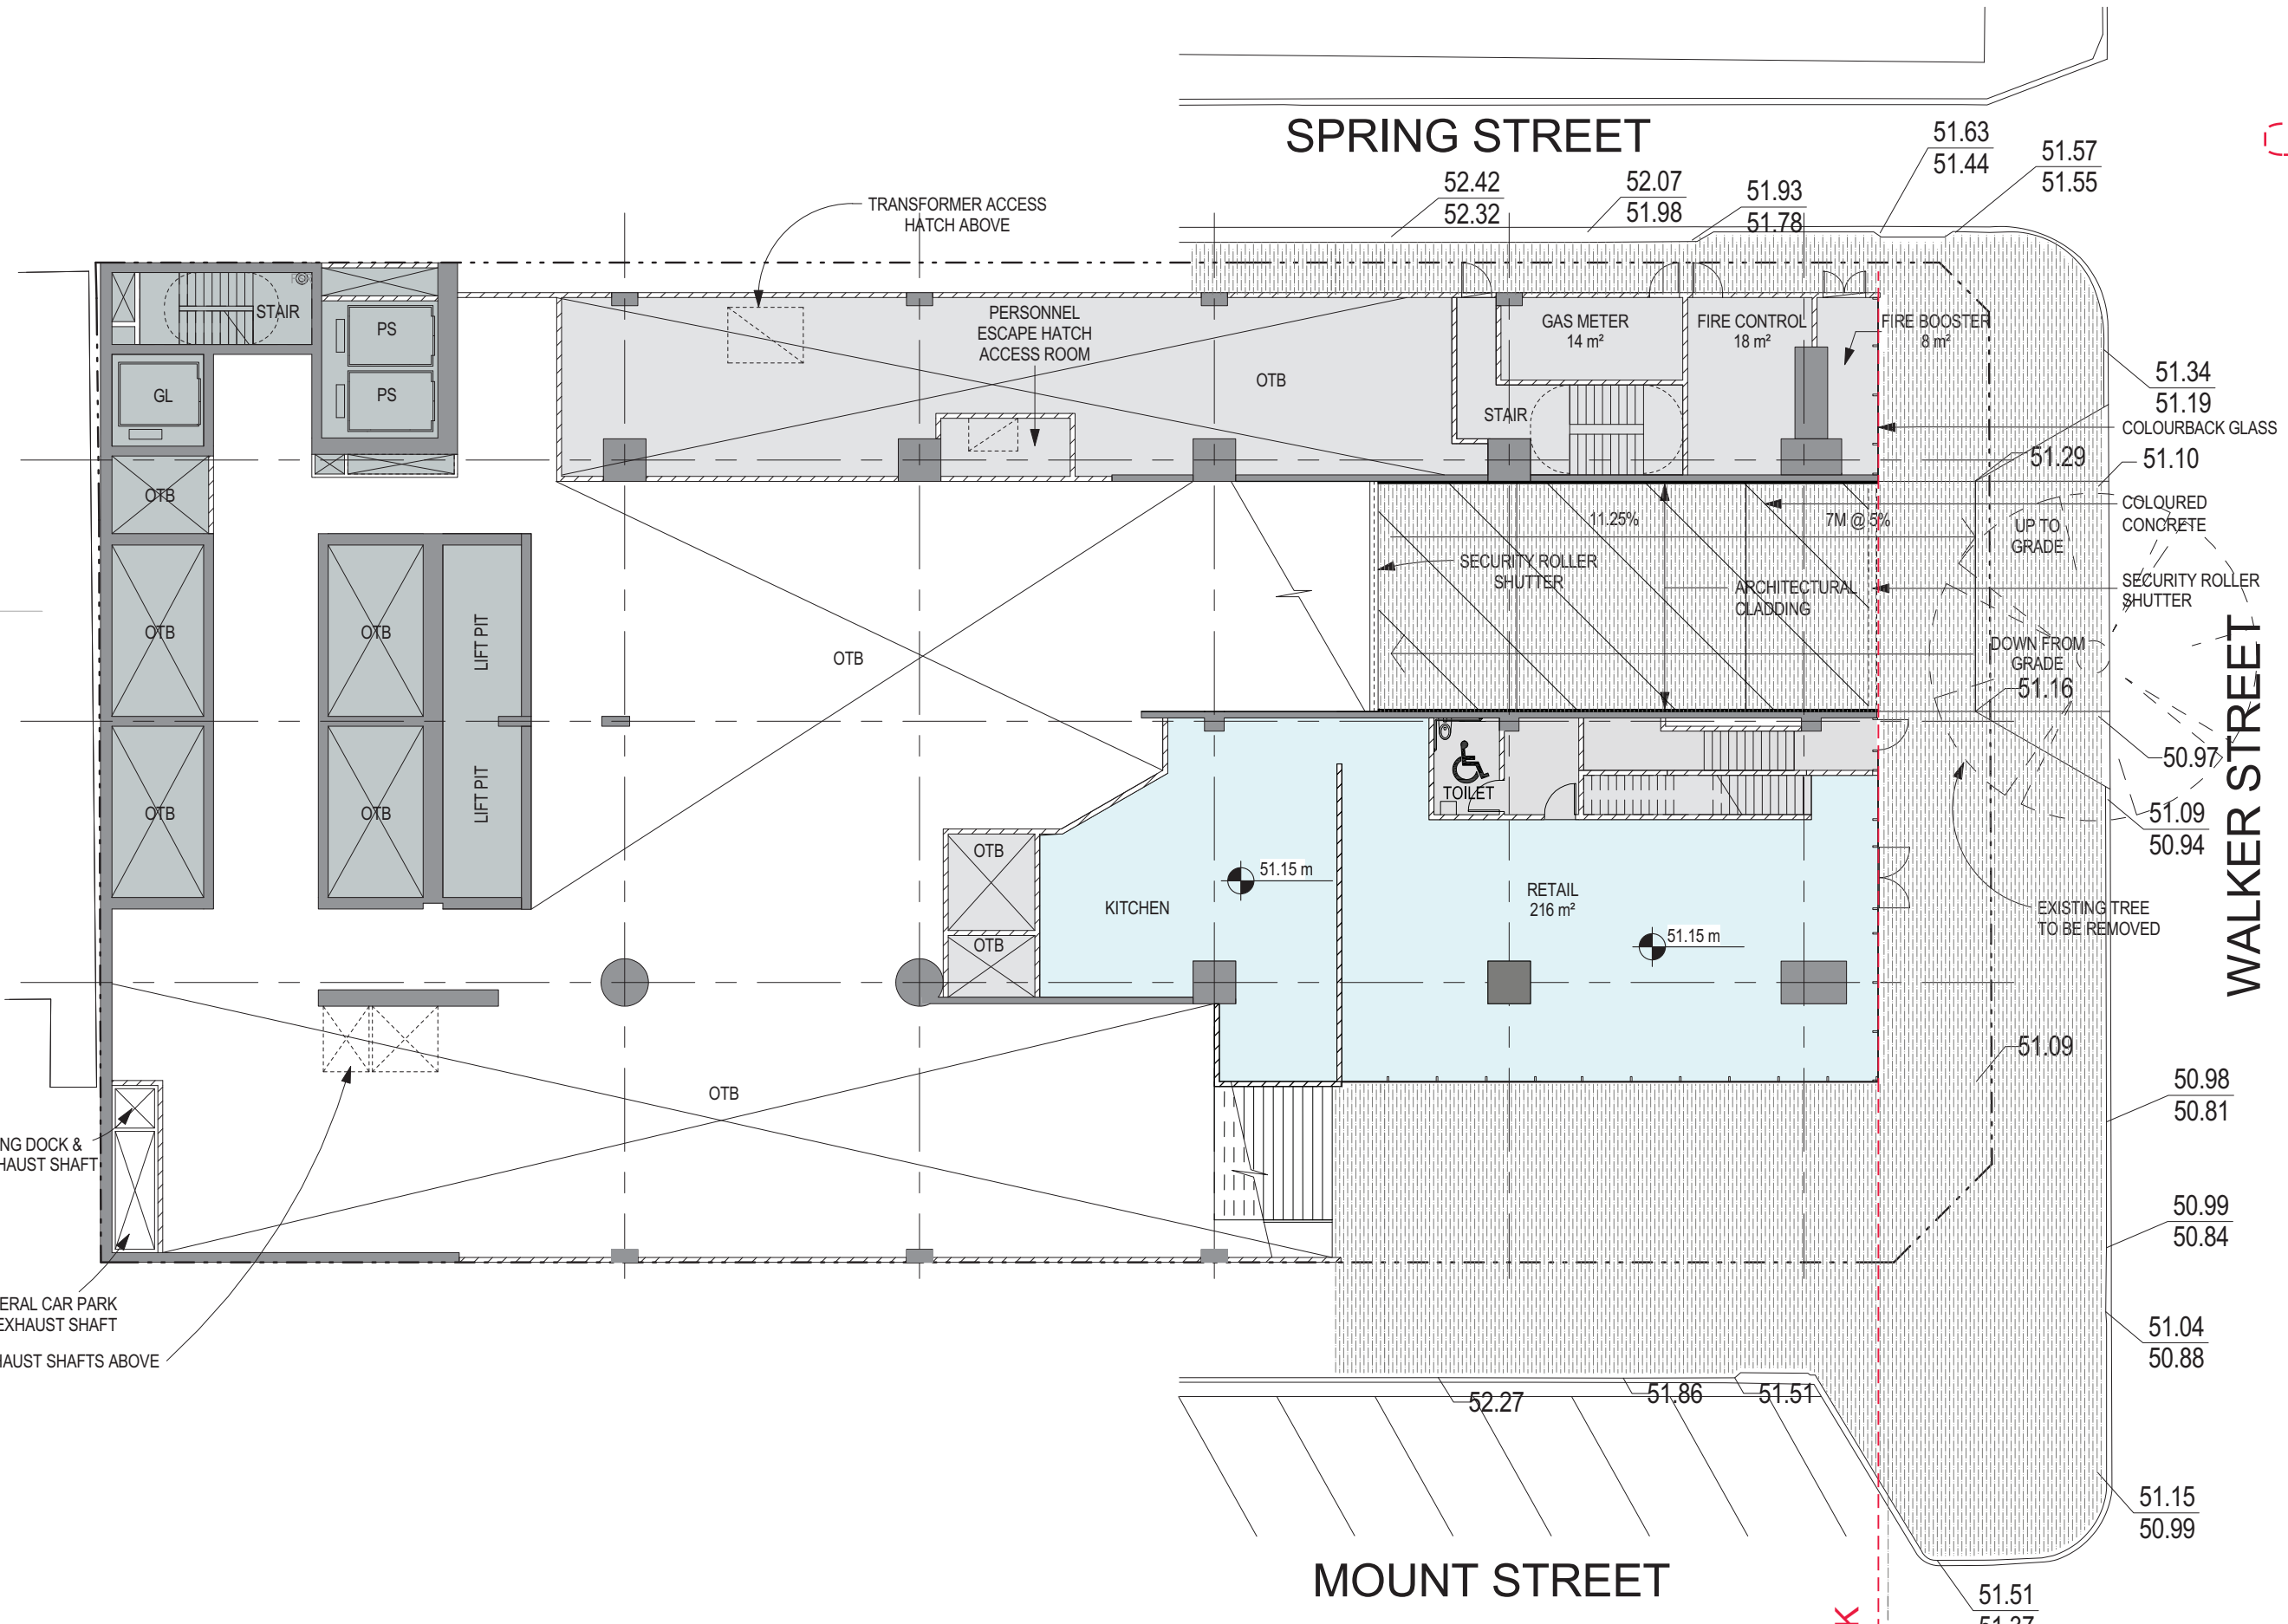 SPRING STREET
51.63
51.44
51.57
51.55
52.42
52.32
52.07
51.98
51.93
51.78
TRANSFORMER ACCESS
HATCH ABOVE
STAIR
PS
PS
GL
PERSONNEL
ESCAPE HATCH
ACCESS ROOM
OTB
GAS METER
14 m²
FIRE CONTROL
18 m²
FIRE BOOSTER
8 m²
STAIR
51.34
51.19
COLOURBACK GLASS
51.29
51.10
COLOURED
CONCRETE
UP TO
GRADE
11.25%
7M @ 5%
SECURITY ROLLER
SHUTTER
ARCHITECTURAL
CLADDING
SECURITY ROLLER
SHUTTER
DOWN FROM
GRADE
51.16
50.97
51.09
50.94
WALKER STREET
OTB
OTB
OTB
OTB
OTB
LIFT PIT
LIFT PIT
OTB
OTB
OTB
TOILET
51.15 m
KITCHEN
RETAIL
216 m²
51.15 m
EXISTING TREE
TO BE REMOVED
51.09
50.98
50.81
50.99
50.84
51.04
50.88
OTB
NG DOCK &
HAUST SHAFT
ERAL CAR PARK
EXHAUST SHAFT
HAUST SHAFTS ABOVE
52.27
51.86
51.51
51.15
50.99
MOUNT STREET
51.51
K